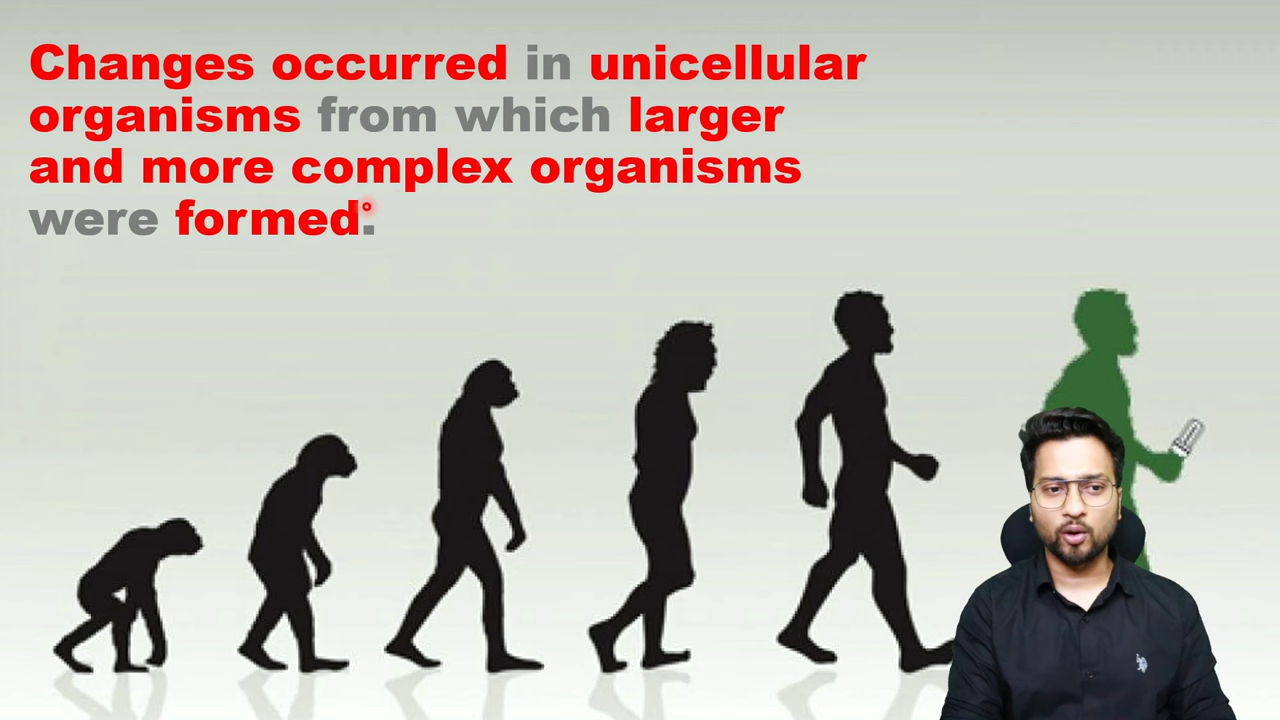 Changes occurred in unicellular
organisms from which larger
and more complex organisms
were formed.